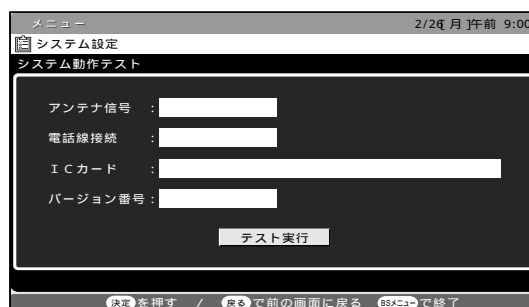 メニュー 2/26[月]午前 9:00
システム設定
システム動作テスト
アンテナ信号 :
電話線接続 :
ＩＣカード :
バージョン番号 :
テスト実行
決定を押す / 戻るで前の画面に戻る BSメニューで終了